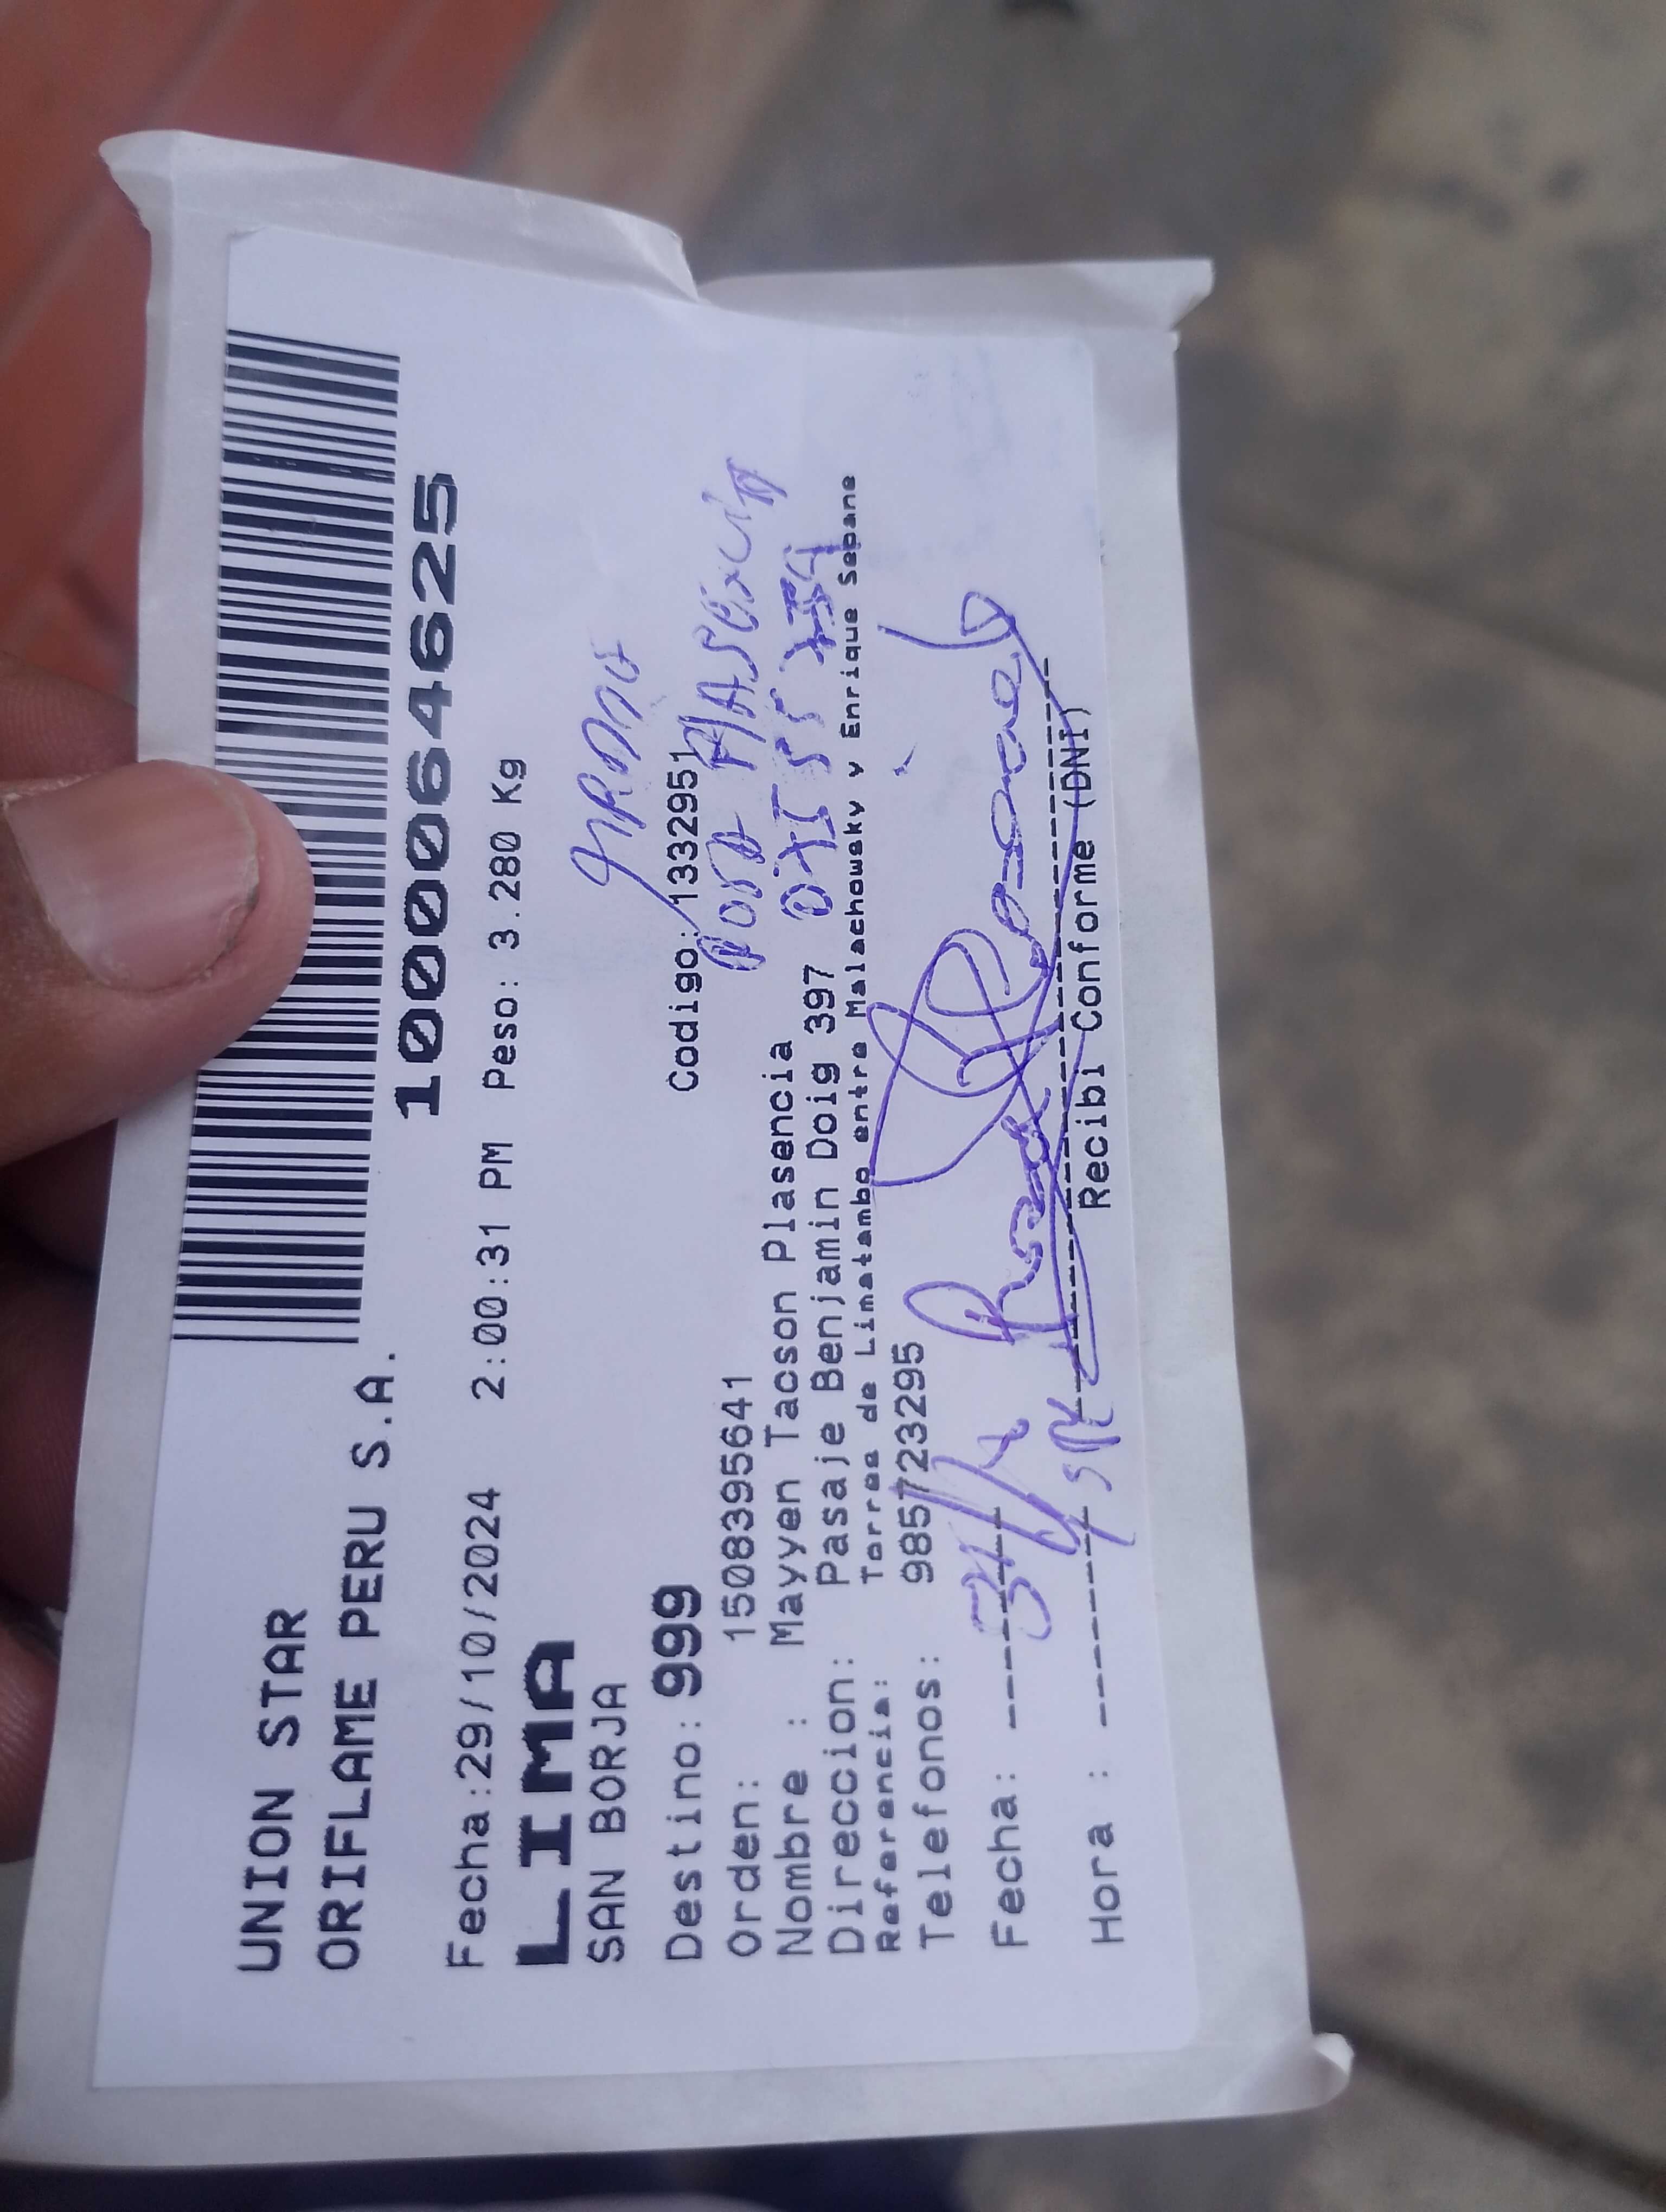 UNION STAR
ORIFLAME PERU S.A.
1000064625
Fecha:29/10/2024 2:00:31 PM Peso: 3.280 Kg
LIMA
SAN BORJA
Destino: 999 Codigo: 1332951
Orden: 1508395641
Nombre : Mayyen Tacson Plasencia
Direccion: Pasaje Benjamin Doig 397
Referencia: Torres de Limatambo entre Malachowsky y Enrique Seoane
Telefonos: 985723295
Fecha:
Hora :
Recibi Conforme (DNI)